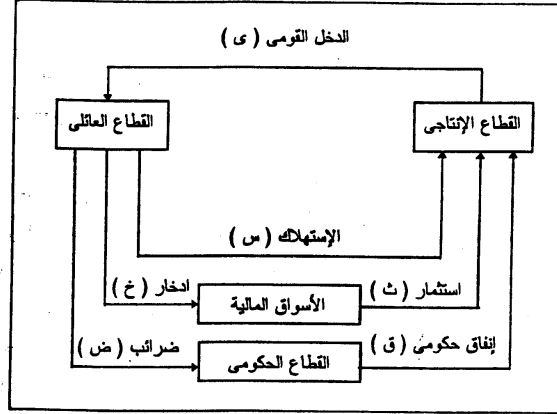 الدخل القومى ( ى )
القطاع الإنتاجى
القطاع العائلى
الإستهلاك ( س )
استثمار ( ث )
الأسواق المالية
ادخار ( خ )
إنفاق حكومى ( ق )
القطاع الحكومى
ضرائب ( ض )